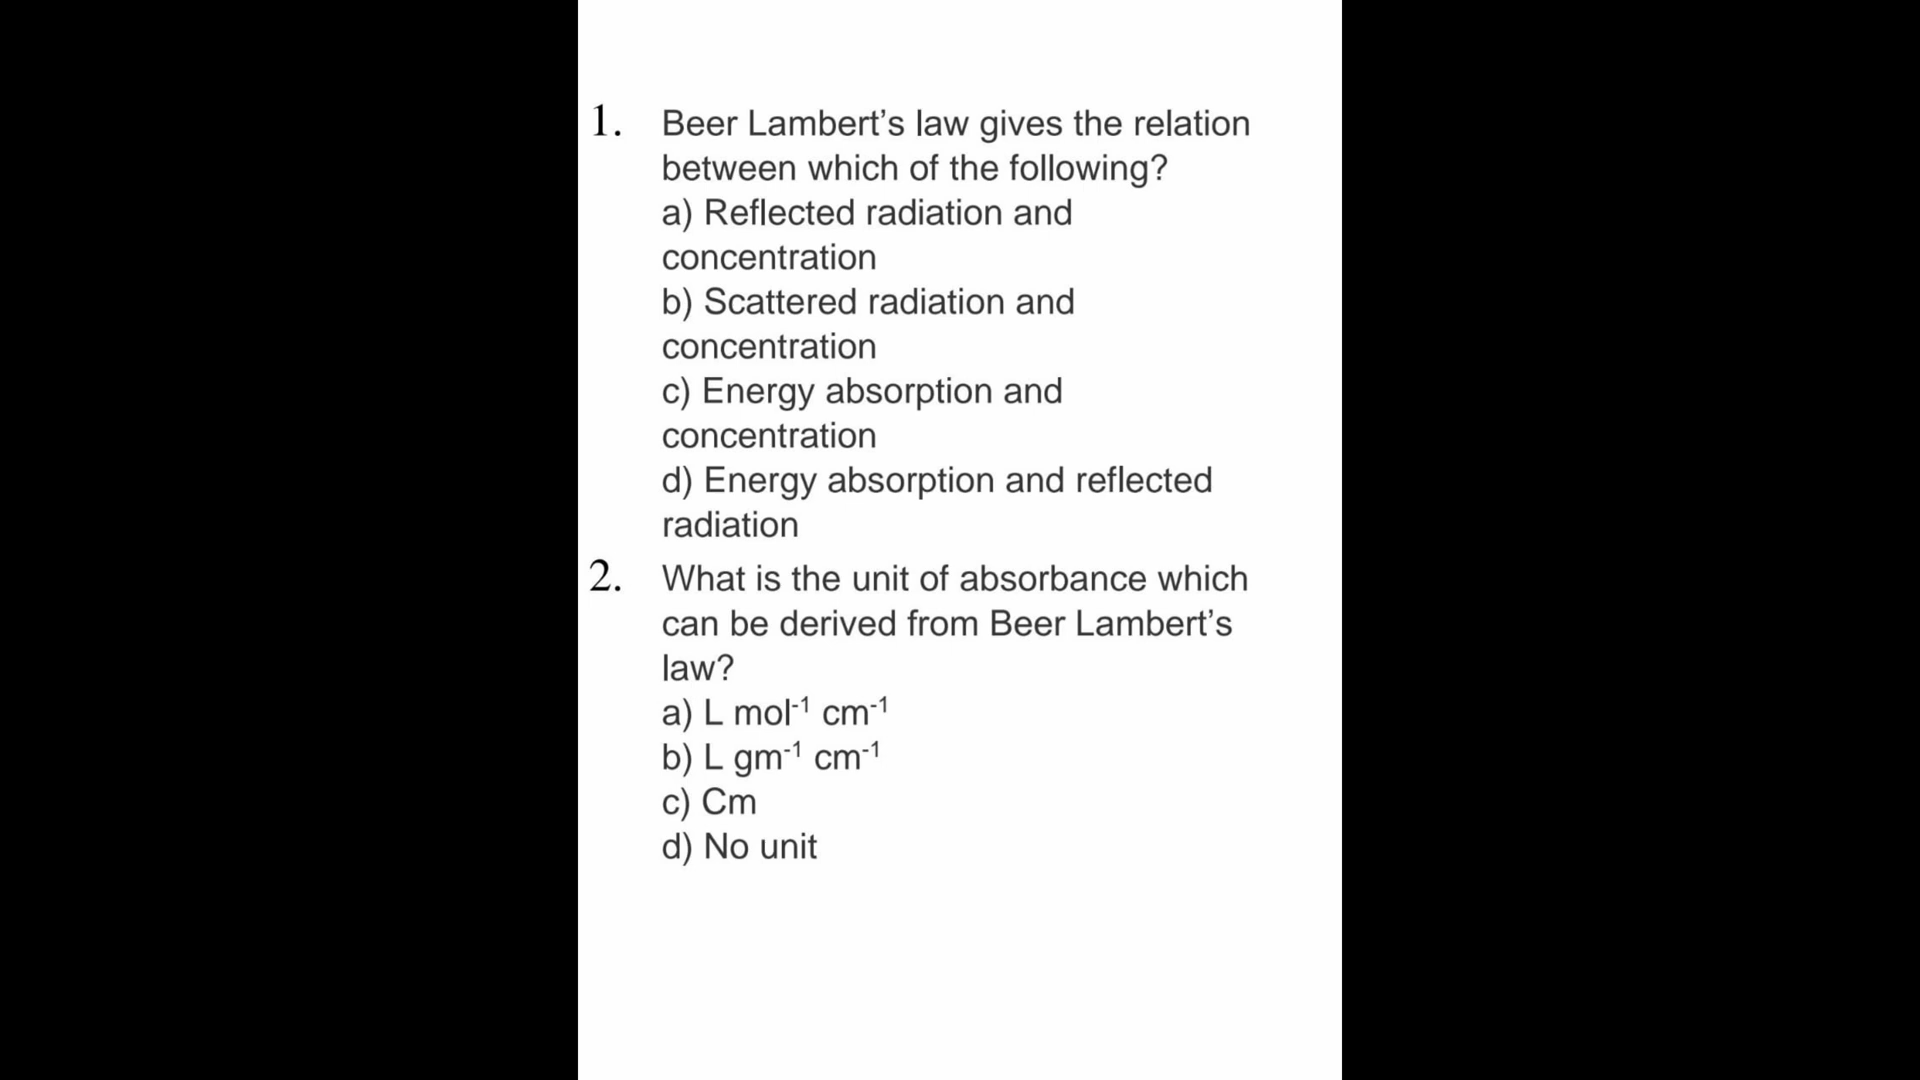 1. Beer Lambert’s law gives the relation
between which of the following?
a) Reflected radiation and
concentration
b) Scattered radiation and
concentration
c) Energy absorption and
concentration
d) Energy absorption and reflected
radiation
2. What is the unit of absorbance which
can be derived from Beer Lambert’s
law?
a) L mol⁻¹ cm⁻¹
b) L gm⁻¹ cm⁻¹
c) Cm
d) No unit